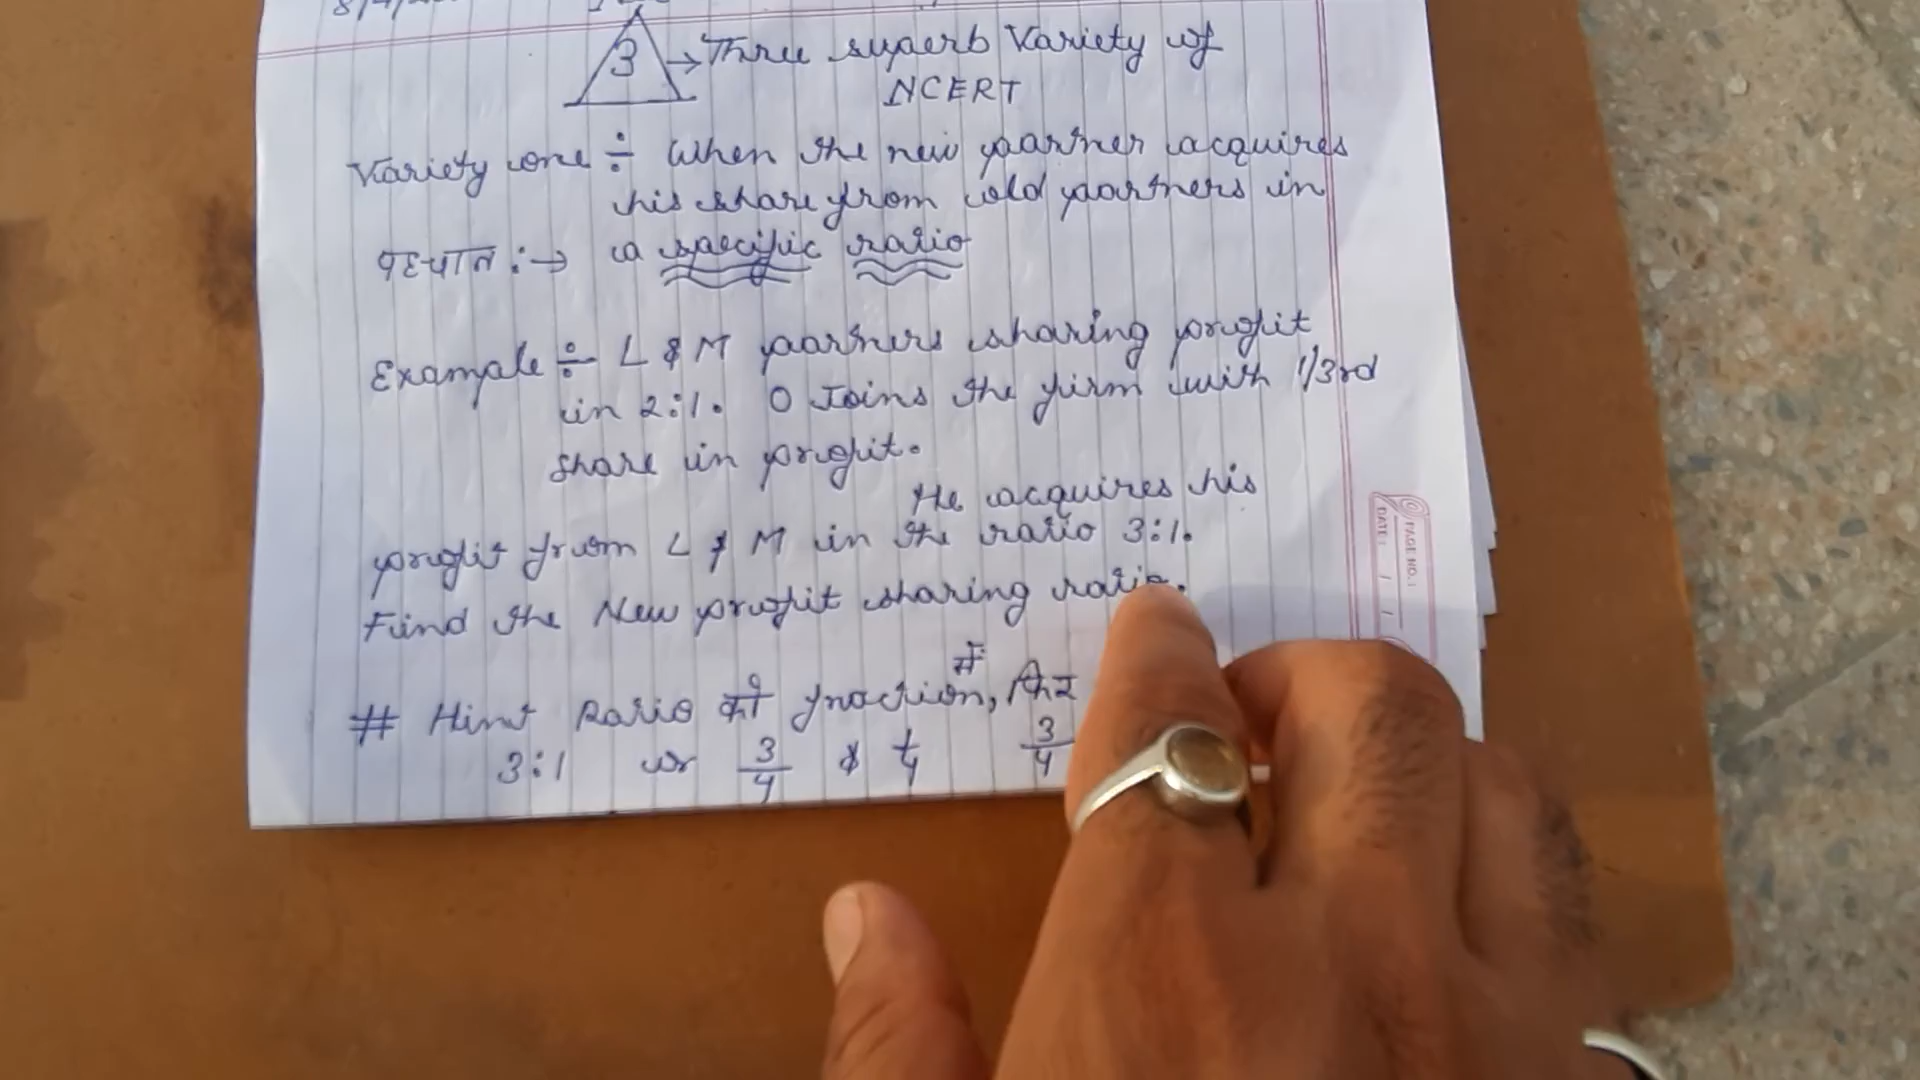 3 → Three superb Variety of
NCERT
Variety one ÷ When the new partner acquires
his share from old partners in
पहचान :→ a specific ratio
Example ÷ L & M partners sharing profit
in 2:1. O Joins the firm with 1/3rd
share in profit.
He acquires his
profit from L & M in the ratio 3:1.
Find the New profit sharing ratio.
# Hint Ratio को fraction में,
3:1 or 3/4 & 1/4 3/4
PAGE NO.:
DATE: / /